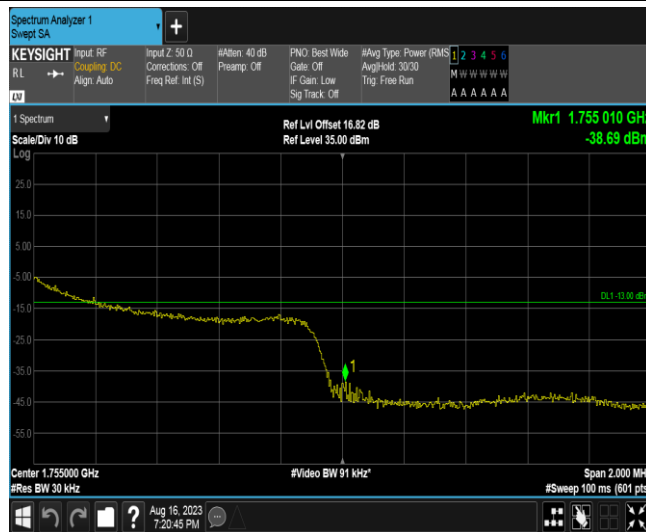 Spectrum Analyzer 1
Swept SA
+
KEYSIGHT
RL
LXI
Input: RF
Coupling: DC
Align: Auto
Input Z: 50 Ω
Corrections: Off
Freq Ref: Int (S)
#Atten: 40 dB
Preamp: Off
PNO: Best Wide
Gate: Off
IF Gain: Low
Sig Track: Off
#Avg Type: Power (RMS
Avg|Hold: 30/30
Trig: Free Run
1 2 3 4 5 6
M W W W W W
A A A A A A
1 Spectrum
Scale/Div 10 dB
Log
Ref Lvl Offset 16.82 dB
Ref Level 35.00 dBm
Mkr1 1.755 010 GHz
-38.69 dBm
25.0
15.0
5.00
-5.00
-15.0
-25.0
-35.0
-45.0
-55.0
DL1 -13.00 dBm
1
Center 1.755000 GHz
#Res BW 30 kHz
#Video BW 91 kHz*
Span 2.000 MH
#Sweep 100 ms (601 pts
?
Aug 16, 2023
7:20:45 PM